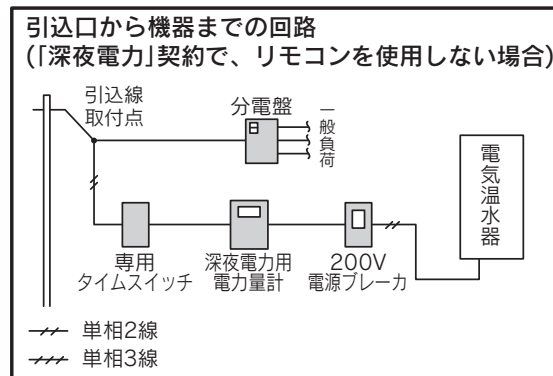 引込口から機器までの回路
(｢深夜電力｣契約で、リモコンを使用しない場合)
引込線
取付点
分電盤
一般負荷
電気温水器
専用
タイムスイッチ
深夜電力用
電力量計
200V
電源ブレーカ
単相2線
単相3線